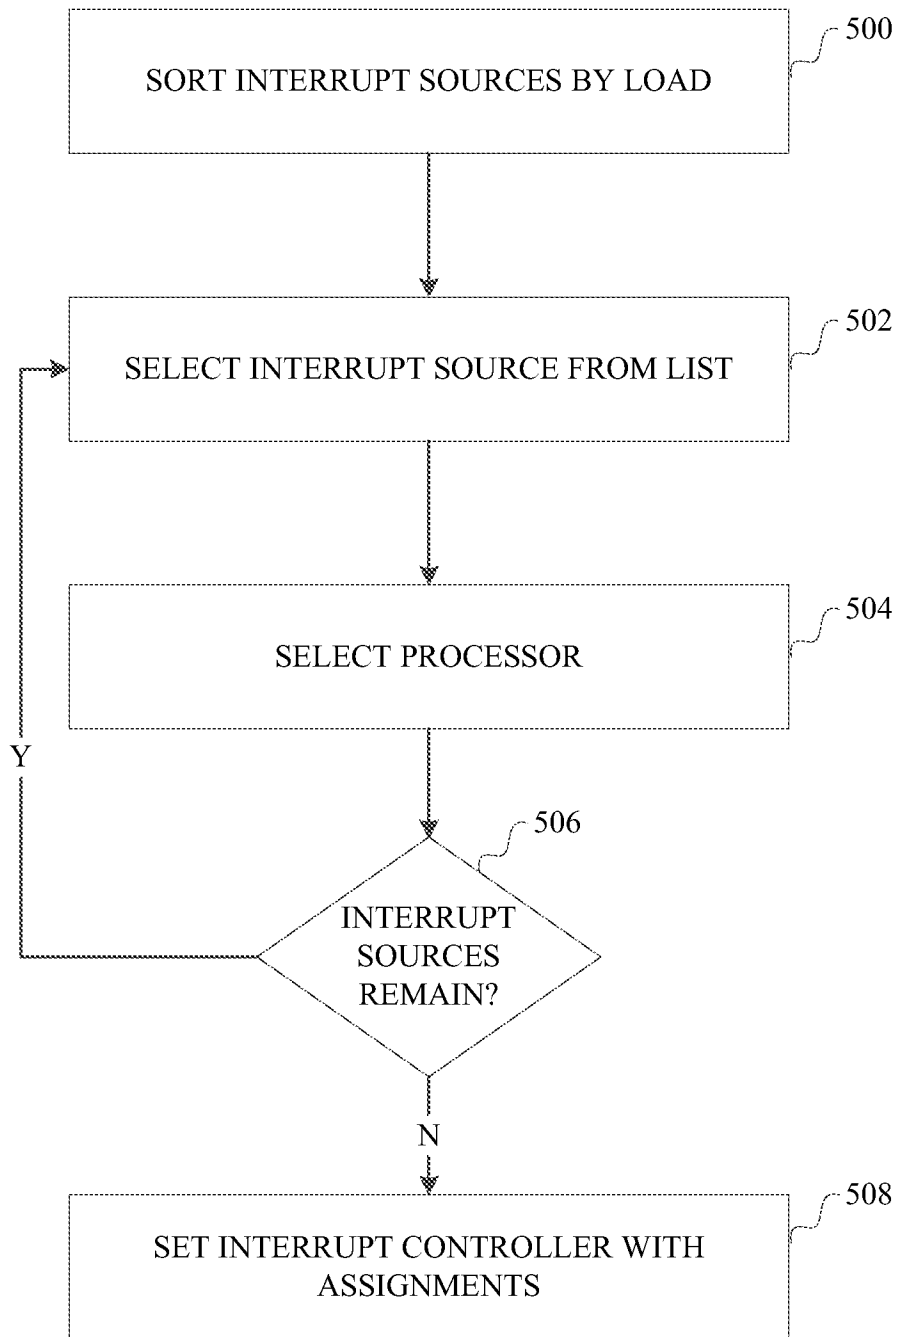 500
SORT INTERRUPT SOURCES BY LOAD
502
SELECT INTERRUPT SOURCE FROM LIST
504
SELECT PROCESSOR
Y
506
INTERRUPT
SOURCES
REMAIN?
N
508
SET INTERRUPT CONTROLLER WITH
ASSIGNMENTS